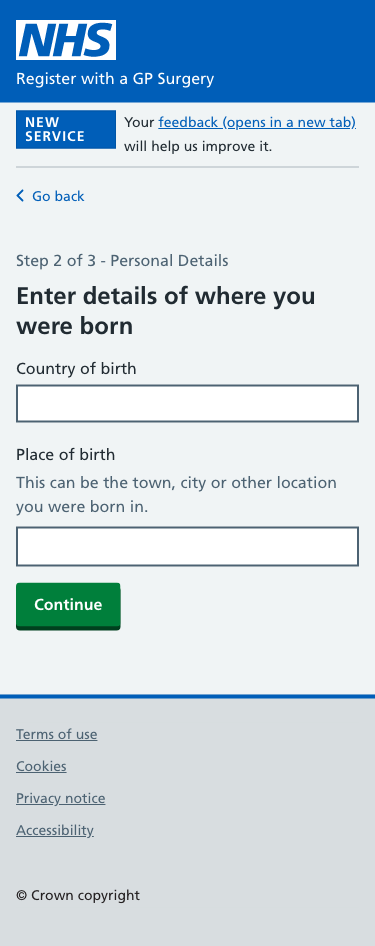 NHS
Register with a GP Surgery
NEW
SERVICE
Your feedback (opens in a new tab)
will help us improve it.
Go back
Step 2 of 3 - Personal Details
Enter details of where you
were born
Country of birth
Place of birth
This can be the town, city or other location
you were born in.
Continue
Terms of use
Cookies
Privacy notice
Accessibility
© Crown copyright